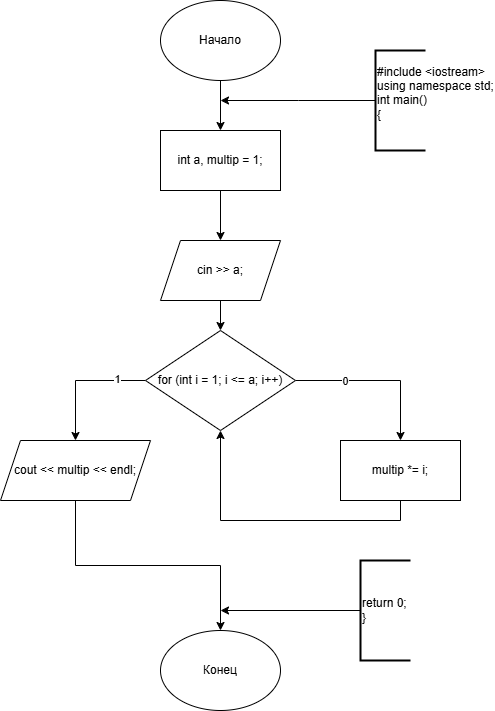 Начало
#include <iostream>
using namespace std;
int main()
{
int a, multip = 1;
cin >> a;
for (int i = 1; i <= a; i++)
1
0
cout << multip << endl;
multip *= i;
return 0;
}
Конец